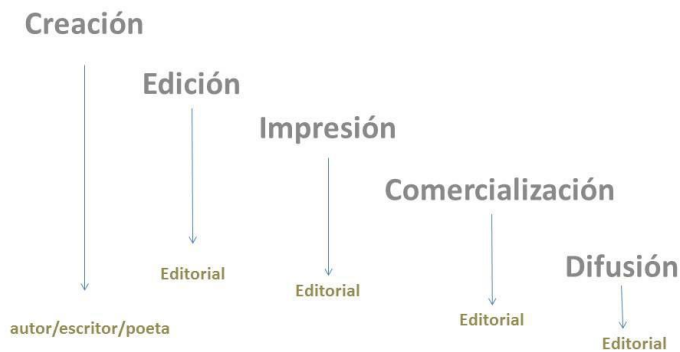 Creación
Edición
Impresión
Comercialización
Difusión
Editorial
Editorial
Editorial
autor/escritor/poeta
Editorial